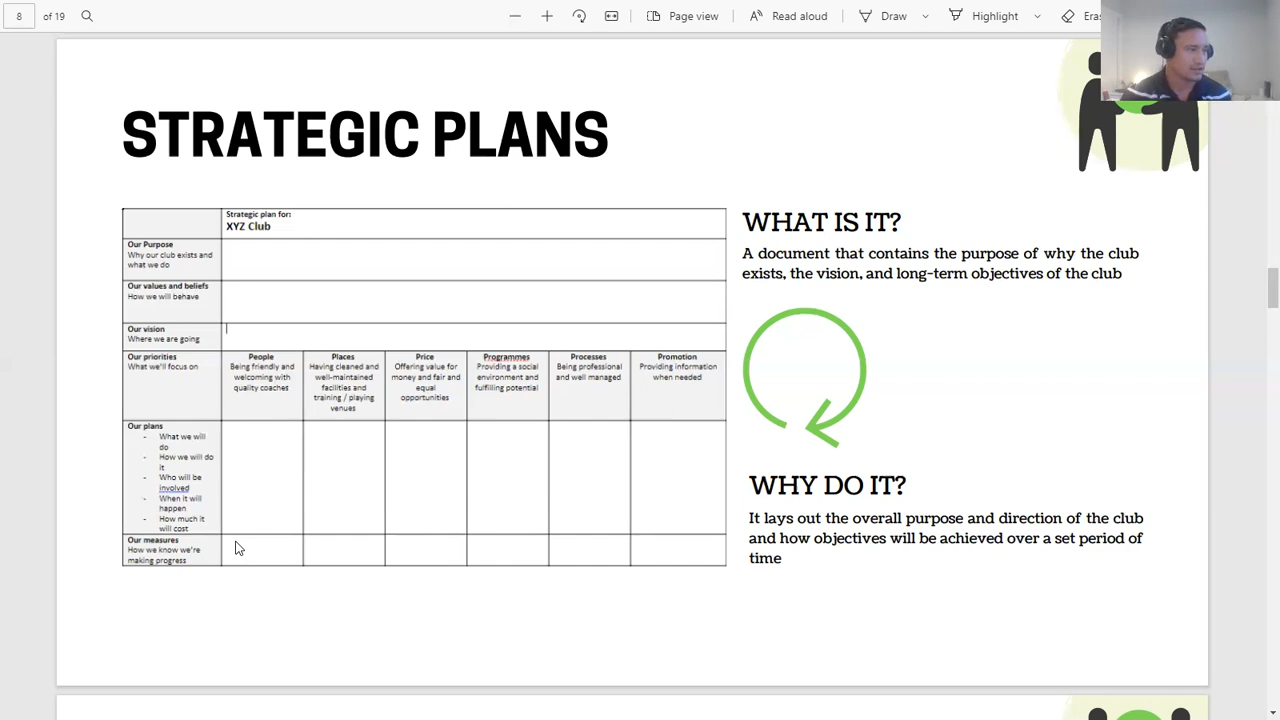 8
of 19
Page view
Read aloud
Draw
Highlight
Eras
STRATEGIC PLANS
Strategic plan for:
XYZ Club
Our Purpose
Why our club exists and
what we do
Our values and beliefs
How we will behave
Our vision
Where we are going
Our priorities
What we'll focus on
People
Being friendly and
welcoming with
quality coaches
Places
Having cleaned and
well-maintained
facilities and
training / playing
venues
Price
Offering value for
money and fair and
equal
opportunities
Programmes
Providing a social
environment and
fulfilling potential
Processes
Being professional
and well managed
Promotion
Providing information
when needed
Our plans
- What we will
do
- How we will do
it
- Who will be
involved
- When it will
happen
- How much it
will cost
Our measures
How we know we're
making progress
WHAT IS IT?
A document that contains the purpose of why the club
exists, the vision, and long-term objectives of the club
WHY DO IT?
It lays out the overall purpose and direction of the club
and how objectives will be achieved over a set period of
time